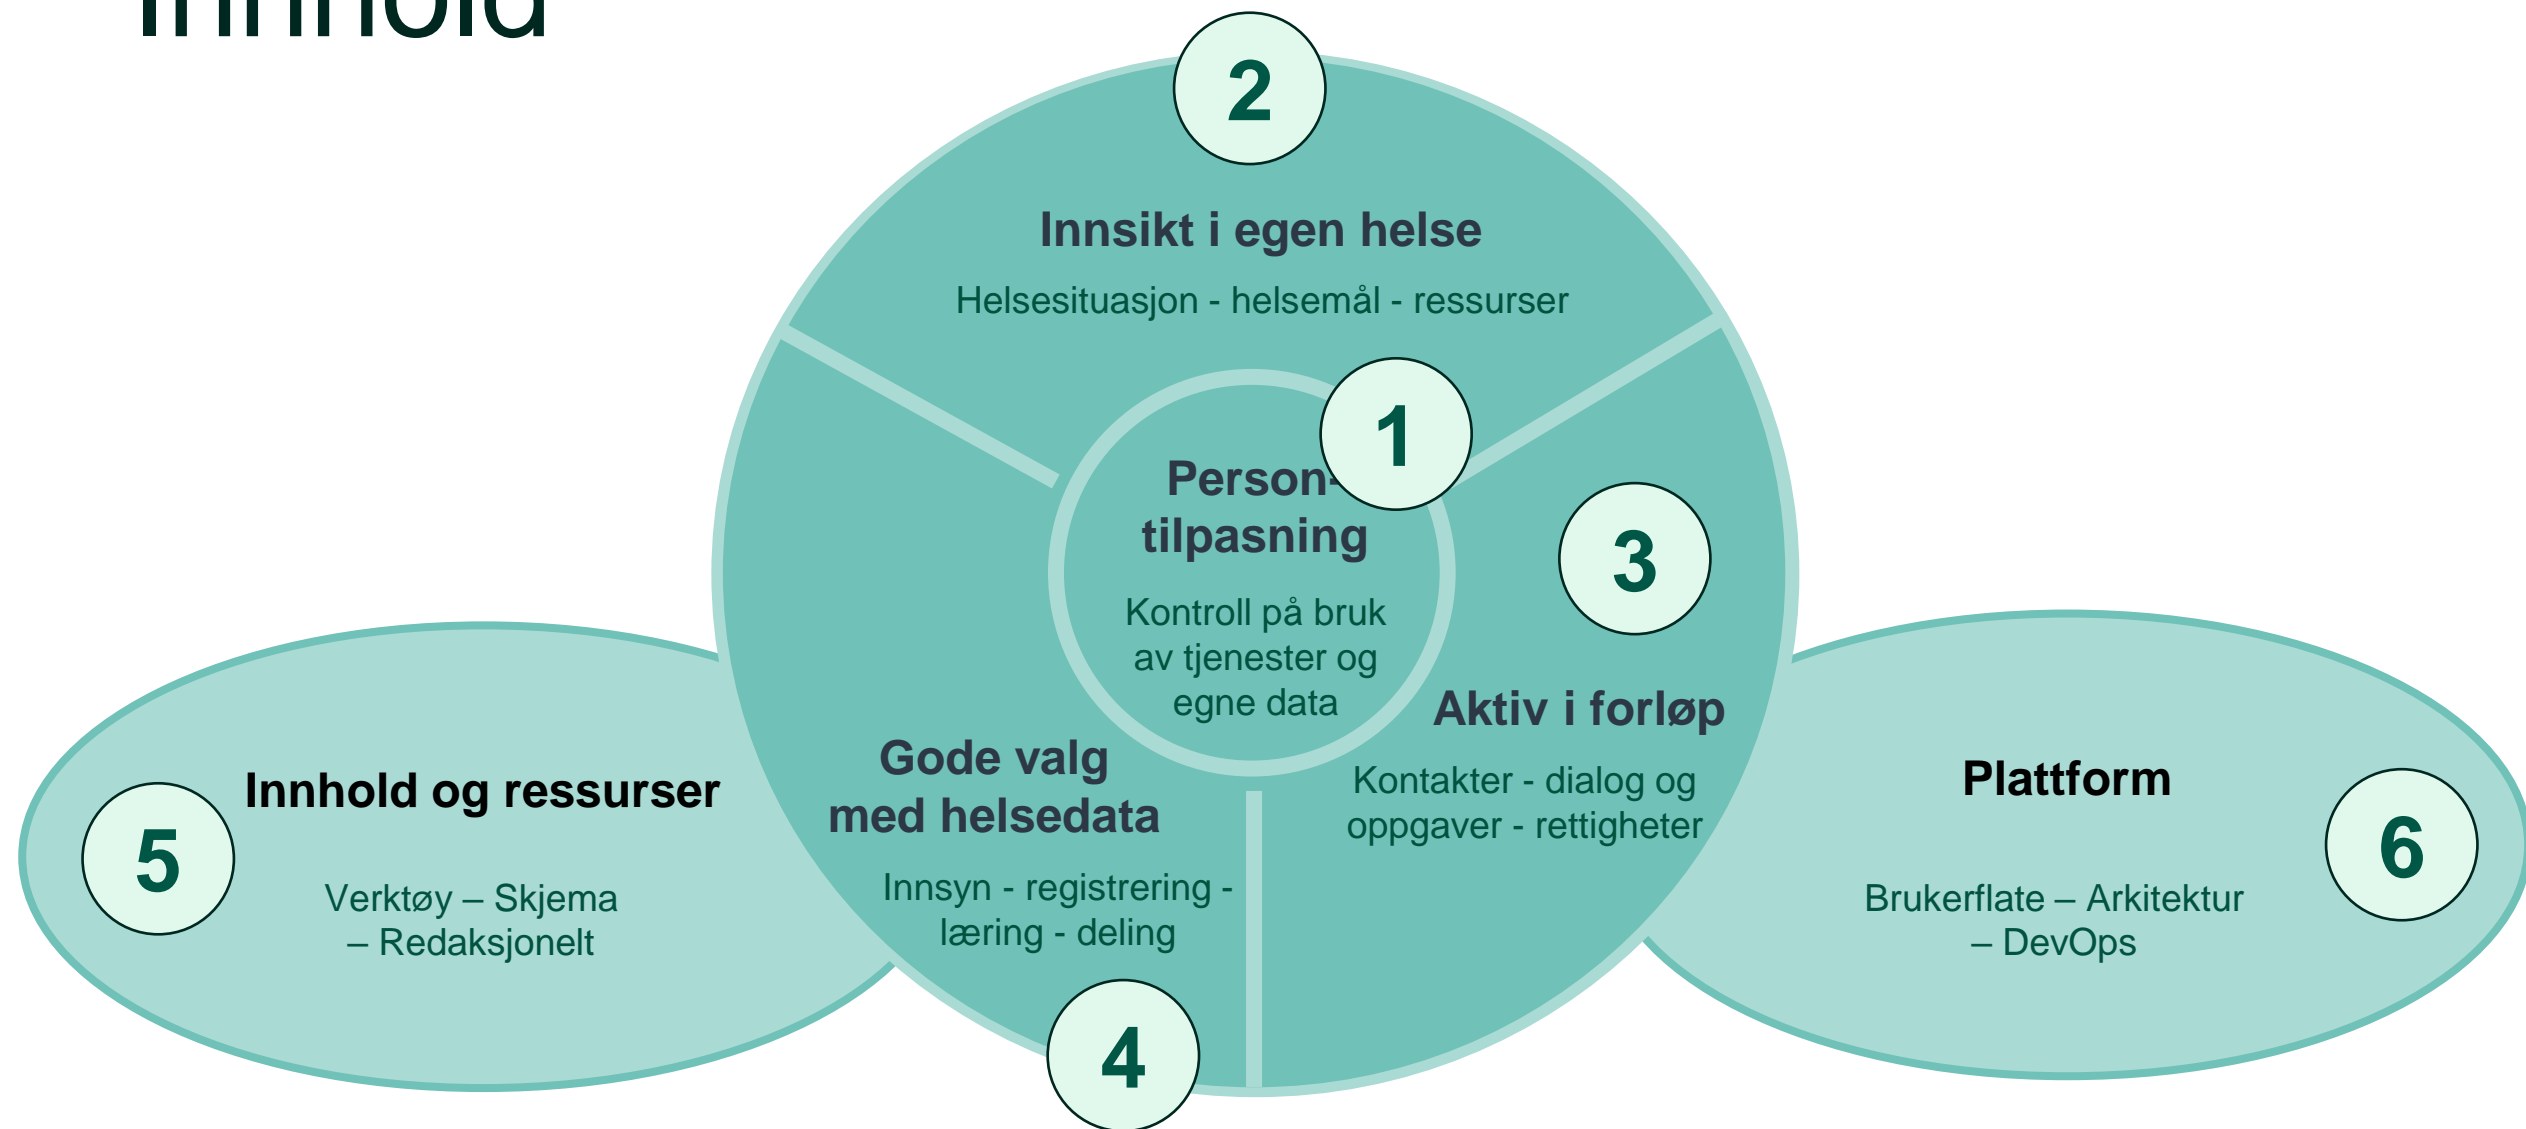 Innhold
2
Innsikt i egen helse
Helsesituasjon - helsemål - ressurser
1
Person-
tilpasning
Kontroll på bruk
av tjenester og
egne data
3
Aktiv i forløp
Kontakter - dialog og
oppgaver - rettigheter
Gode valg
med helsedata
Innsyn - registrering -
læring - deling
4
5
Innhold og ressurser
Verktøy – Skjema
– Redaksjonelt
Plattform
6
Brukerflate – Arkitektur
– DevOps